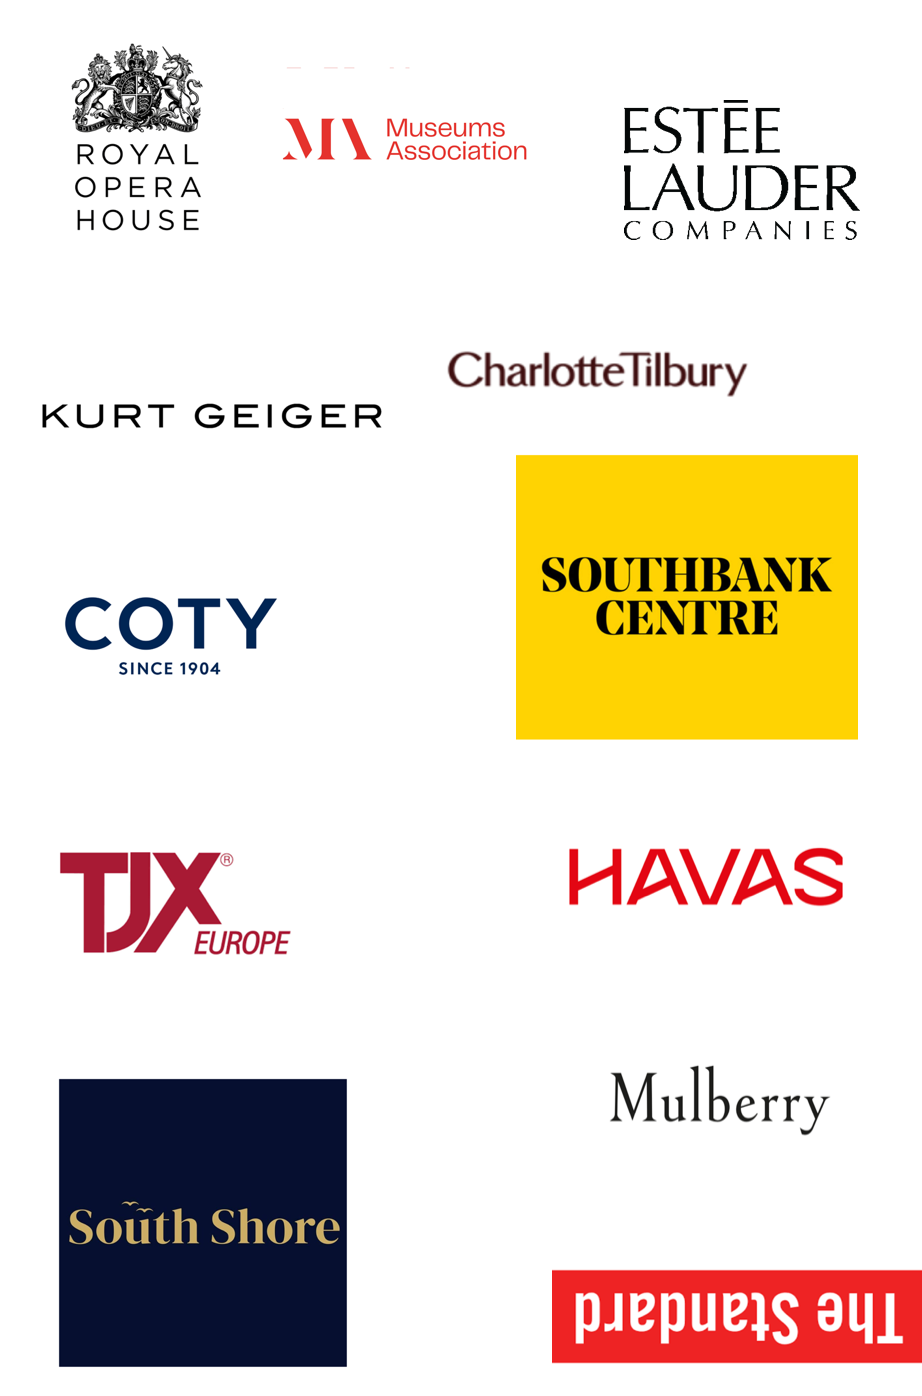 ROYAL
OPERA
HOUSE
Museums
Association
ESTĒE
LAUDER
COMPANIES
CharlotteTilbury
KURT GEIGER
SOUTHBANK
CENTRE
COTY
SINCE 1904
TJX®
EUROPE
HAVAS
Mulberry
South Shore
The Standard